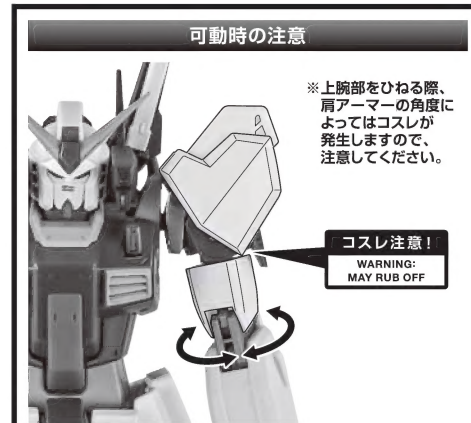 可動時の注意
※上腕部をひねる際、
肩アーマーの角度に
よってはコスレが
発生しますので、
注意してください。
コスレ注意!
WARNING:
MAY RUB OFF